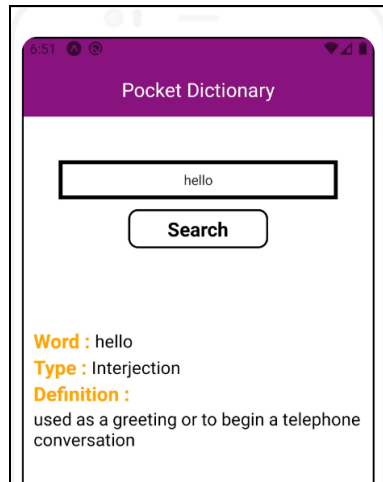 6:51
Pocket Dictionary
hello
Search
Word : hello
Type : Interjection
Definition :
used as a greeting or to begin a telephone
conversation